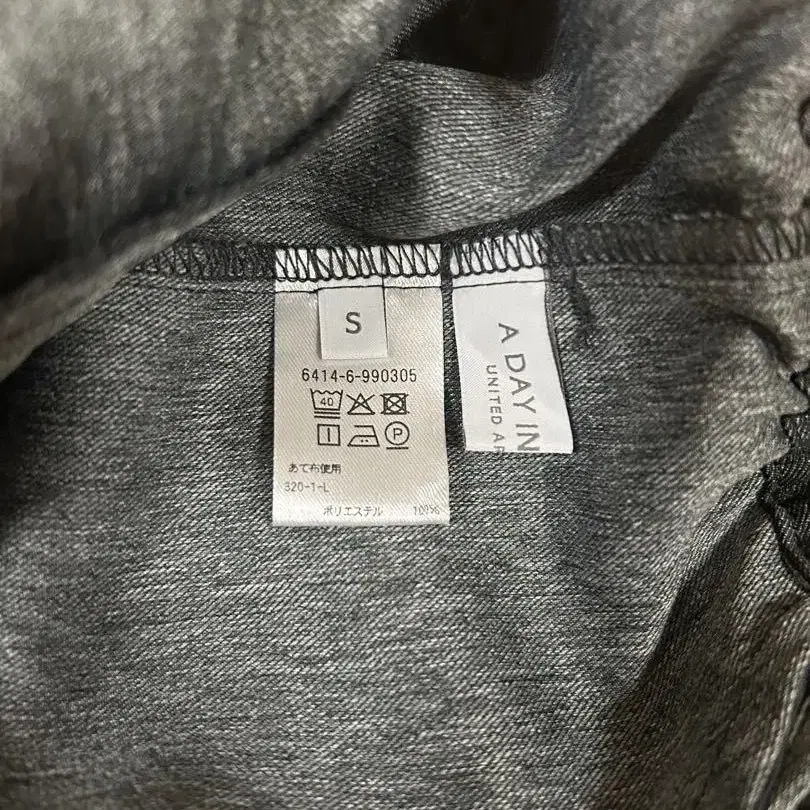 S
6414-6-990305
40
P
あて布使用
320-1-L
ポリエステル 100%
A DAY IN
UNITED AR